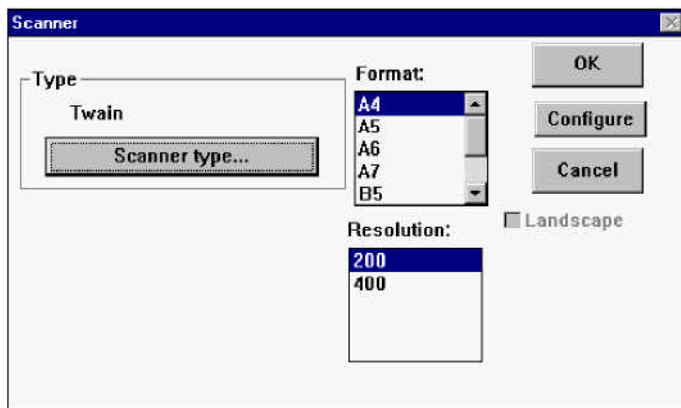 Scanner
Type
Twain
Scanner type...
Format:
A4
A5
A6
A7
B5
Resolution:
200
400
OK
Configure
Cancel
Landscape